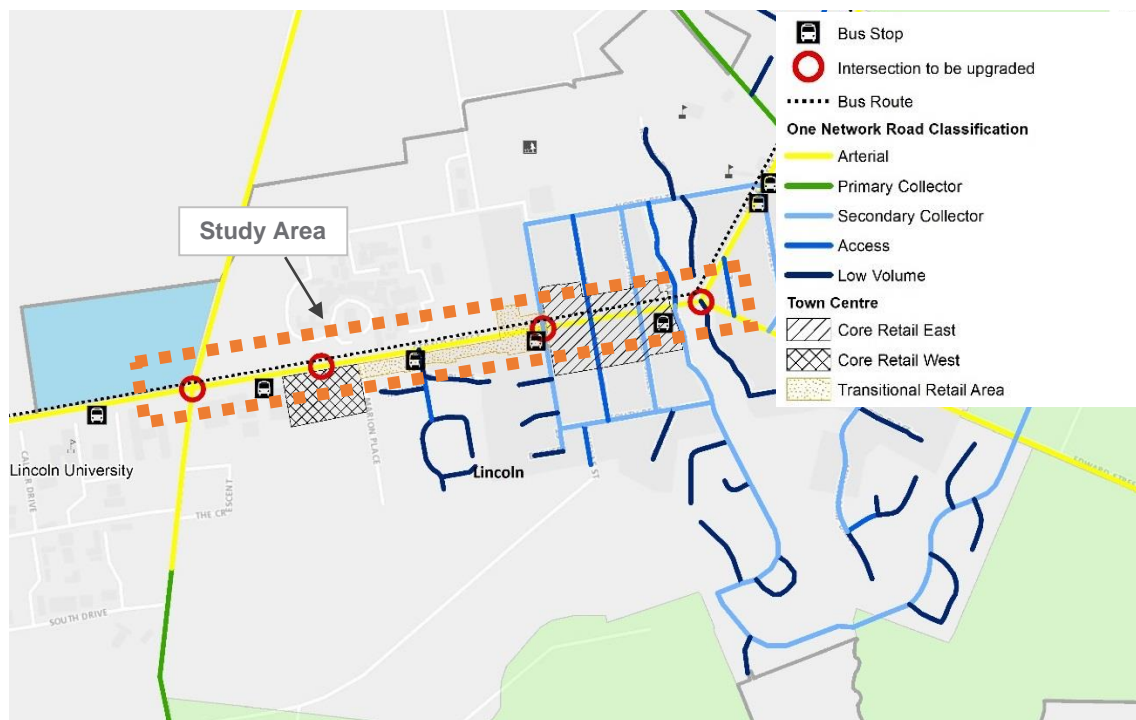 Bus Stop
Intersection to be upgraded
Bus Route
One Network Road Classification
Arterial
Primary Collector
Secondary Collector
Access
Low Volume
Town Centre
Core Retail East
Core Retail West
Transitional Retail Area
Study Area
MARION PLACE
Lincoln University
Lincoln
THE CRESCENT
SOUTH DRIVE